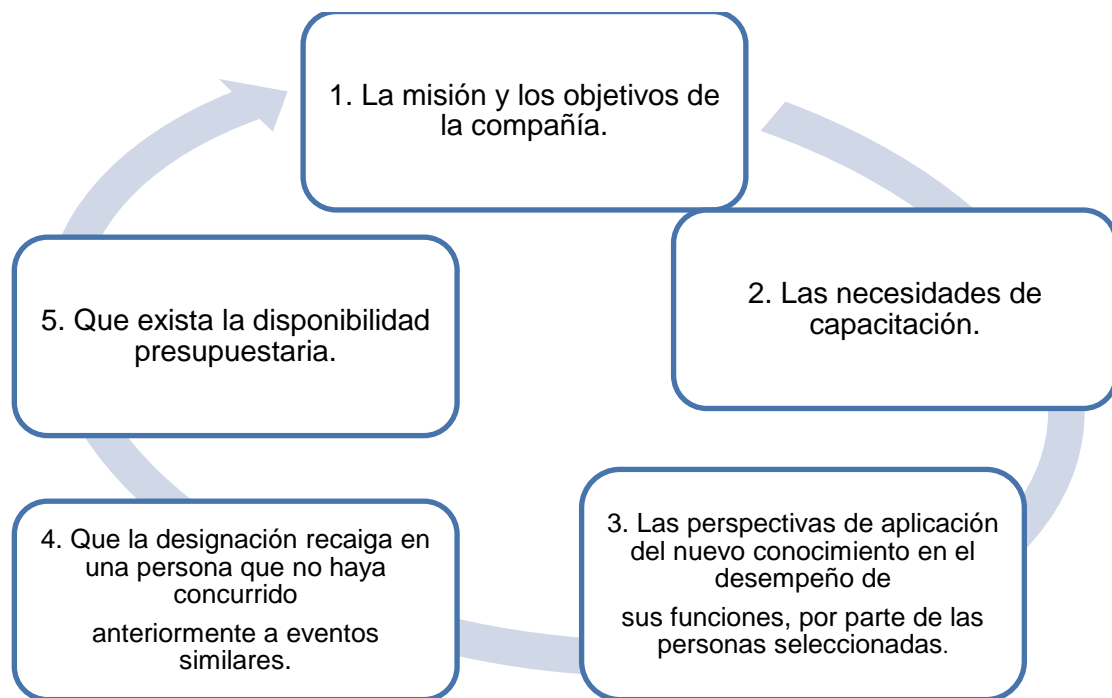 1. La misión y los objetivos de
la compañía.
2. Las necesidades de
capacitación.
3. Las perspectivas de aplicación
del nuevo conocimiento en el
desempeño de
sus funciones, por parte de las
personas seleccionadas.
4. Que la designación recaiga en
una persona que no haya
concurrido
anteriormente a eventos
similares.
5. Que exista la disponibilidad
presupuestaria.